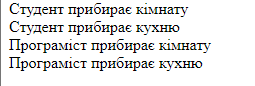 Студент прибирає кімнату
Студент прибирає кухню
Програміст прибирає кімнату
Програміст прибирає кухню